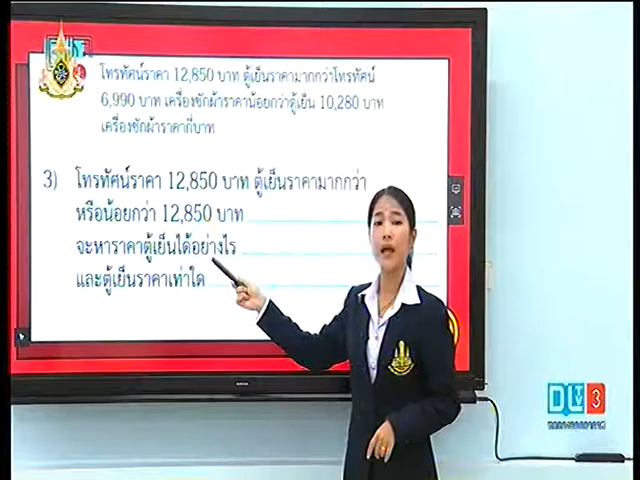 โทรทัศน์ราคา 12,850 บาท ตู้เย็นราคามากกว่าโทรทัศน์
6,990 บาท เครื่องซักผ้าราคาน้อยกว่าตู้เย็น 10,280 บาท
เครื่องซักผ้าราคากี่บาท
3) โทรทัศน์ราคา 12,850 บาท ตู้เย็นราคามากกว่า
หรือน้อยกว่า 12,850 บาท
จะหาราคาตู้เย็นได้อย่างไร
และตู้เย็นราคาเท่าใด
DLTV 3